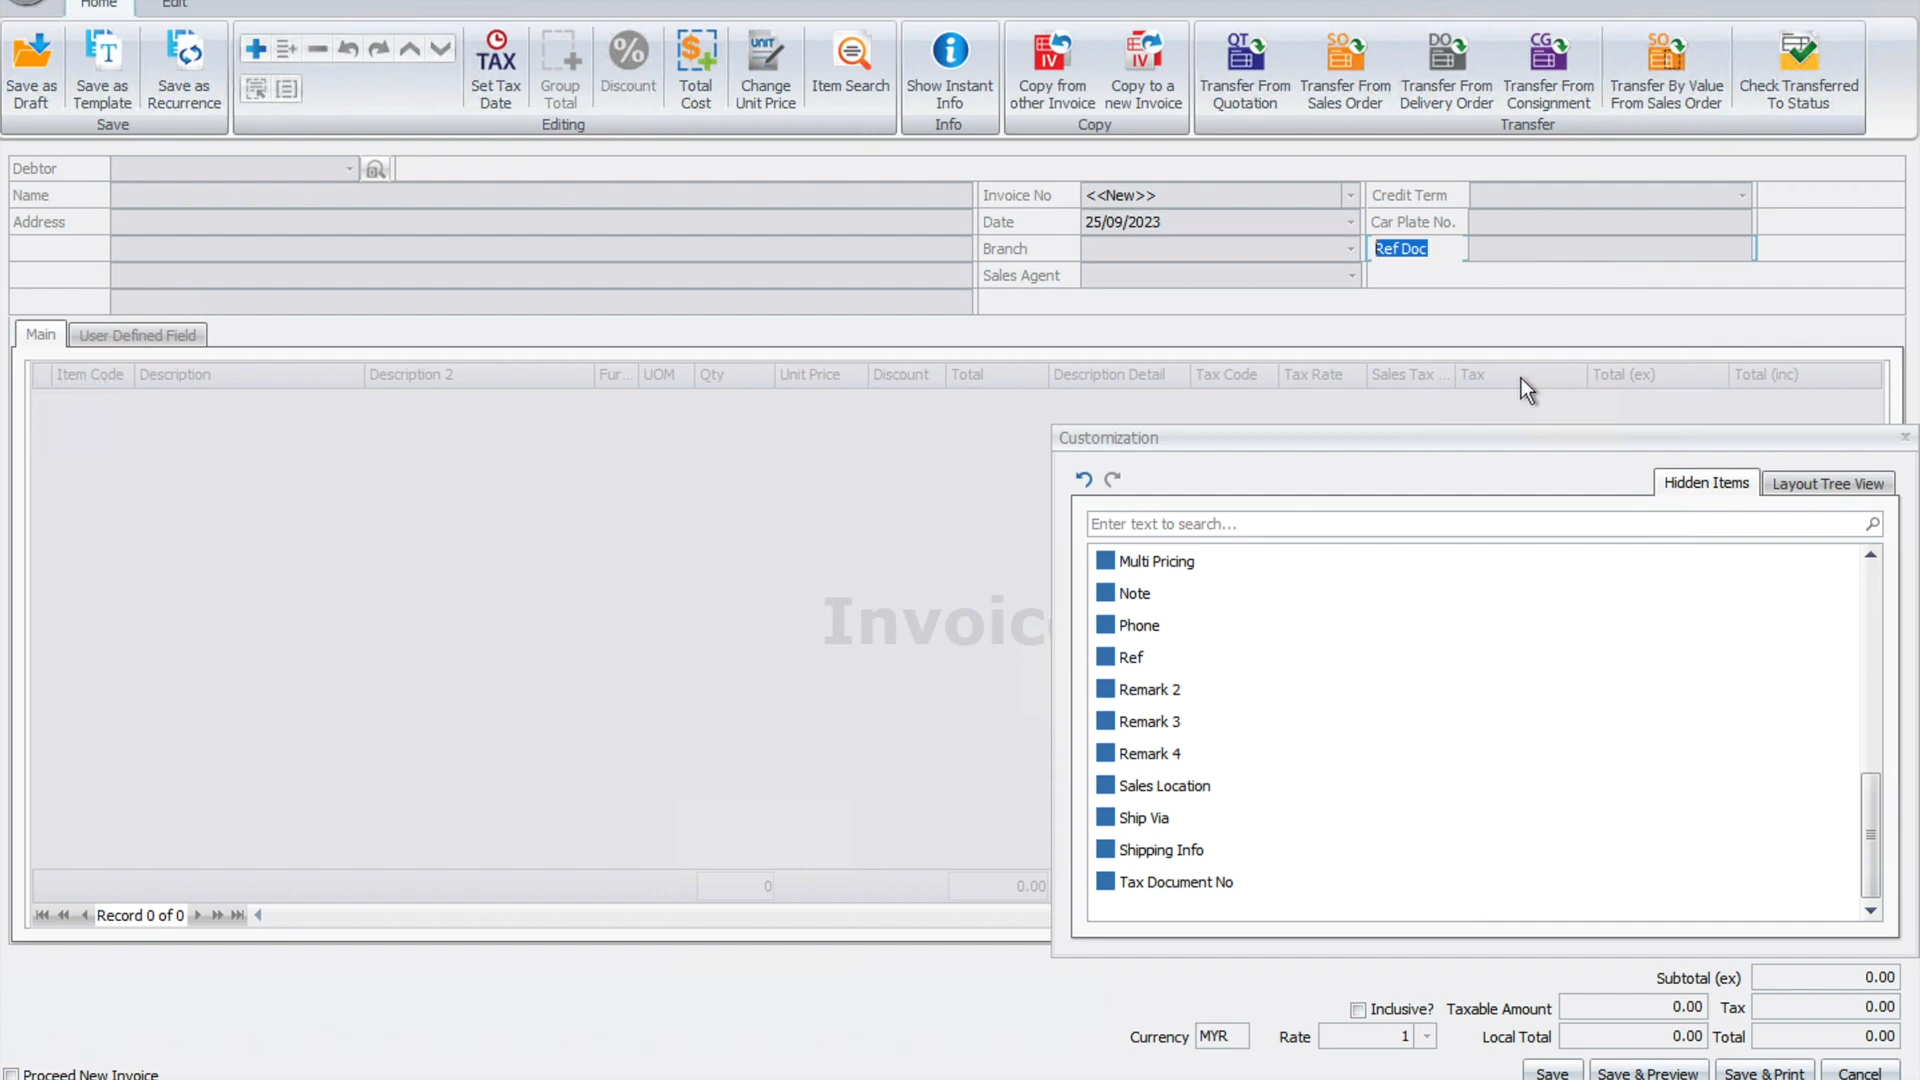 Home Edit
Save as Draft
Save as Template
Save as Recurrence
Save
Set Tax Date
Group Total
Discount
Total Cost
Change Unit Price
Item Search
Editing
Show Instant Info
Info
Copy from other Invoice
Copy to a new Invoice
Copy
Transfer From Quotation
Transfer From Sales Order
Transfer From Delivery Order
Transfer From Consignment
Transfer By Value From Sales Order
Check Transferred To Status
Transfer
Debtor
Name
Address
Invoice No <<New>>
Date 25/09/2023
Branch
Sales Agent
Credit Term
Car Plate No.
Ref Doc
Main User Defined Field
Item Code Description Description 2 Fur... UOM Qty Unit Price Discount Total Description Detail Tax Code Tax Rate Sales Tax ... Tax Total (ex) Total (inc)
Customization
Hidden Items Layout Tree View
Enter text to search...
Multi Pricing
Note
Phone
Ref
Remark 2
Remark 3
Remark 4
Sales Location
Ship Via
Shipping Info
Tax Document No
0 0.00
Record 0 of 0
Subtotal (ex) 0.00
Inclusive? Taxable Amount 0.00 Tax 0.00
Currency MYR Rate 1 Local Total 0.00 Total 0.00
Proceed New Invoice
Save Save & Preview Save & Print Cancel